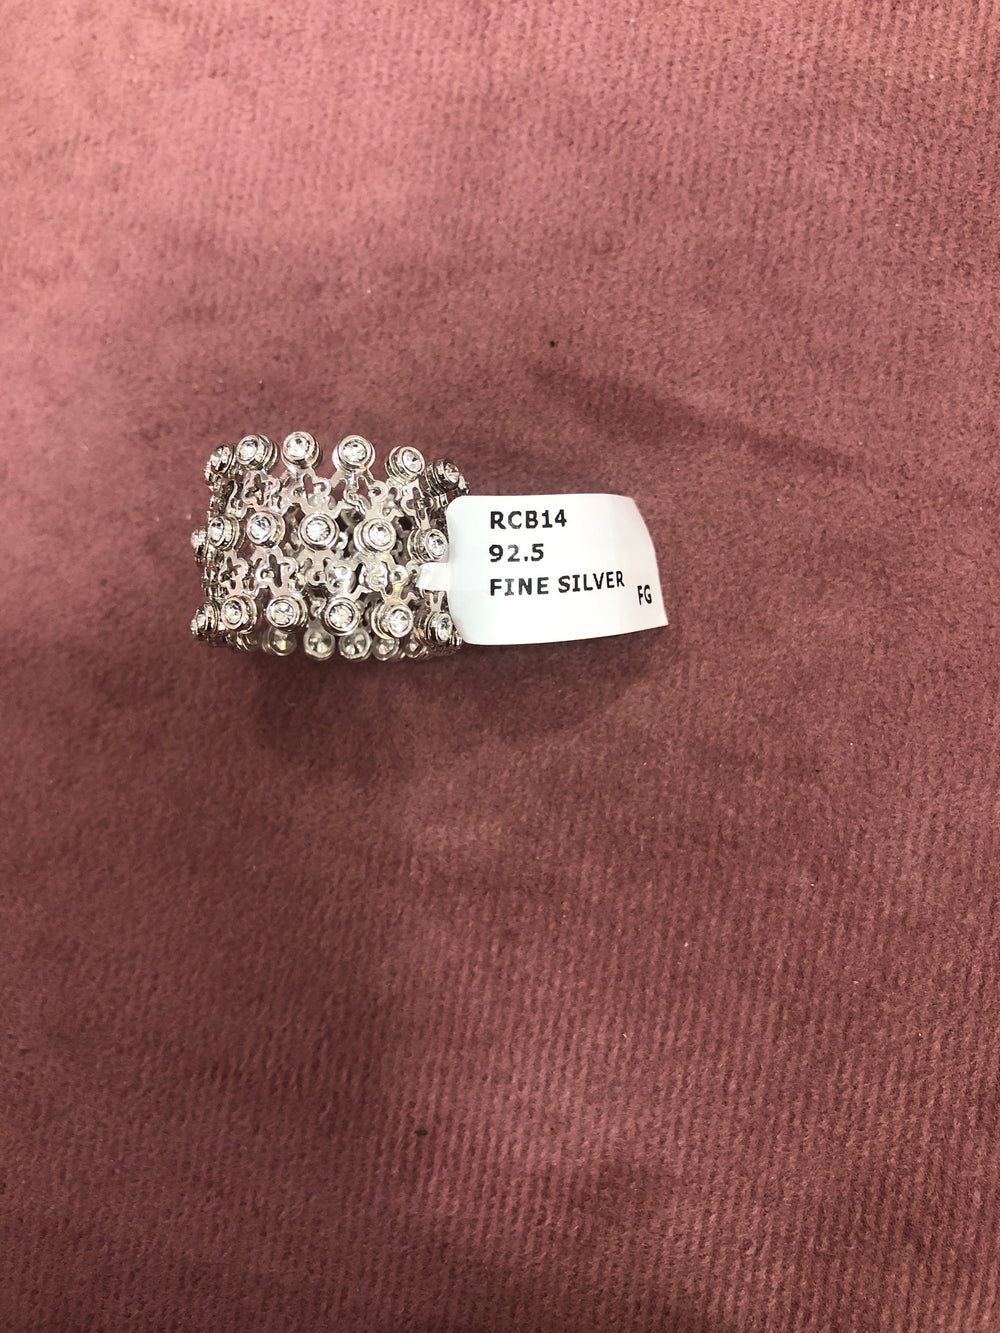 RCB14
92.5
FINE SILVER
FG